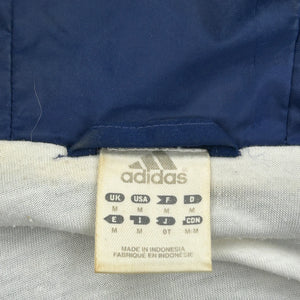 adidas
UK USA F D
M M M M
E I J CDN
M M OT M-M
MADE IN INDONESIA
FABRIQUE EN INDONESIE